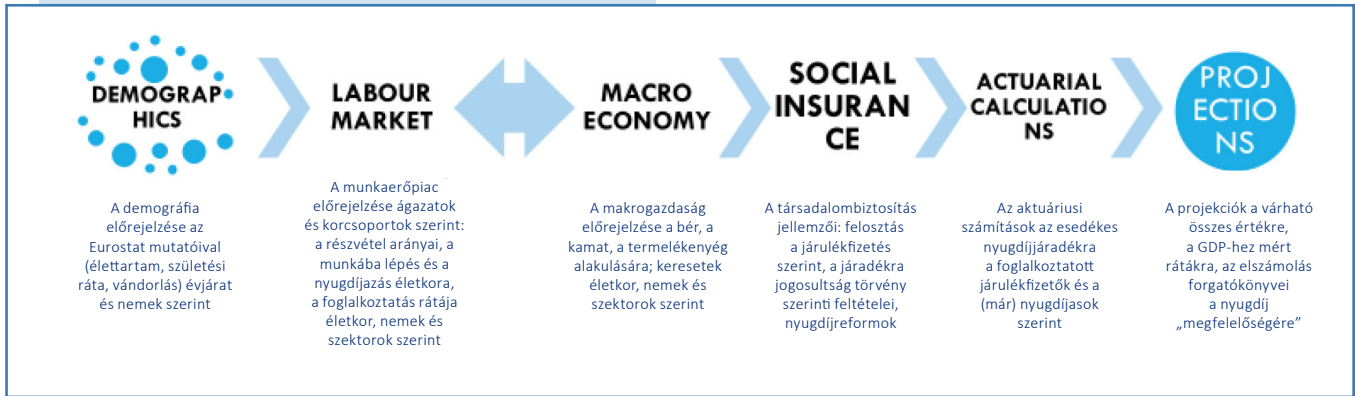 DEMOGRAP
HICS
A demográfia
előrejelzése az
Eurostat mutatóival
(élettartam, születési
ráta, vándorlás) évjárat
és nemek szerint
LABOUR
MARKET
A munkaerőpiac
előrejelzése ágazatok
és korcsoportok szerint:
a részvétel arányai, a
munkába lépés és a
nyugdíjazás életkora,
a foglalkoztatás rátája
életkor, nemek és
szektorok szerint
MACRO
ECONOMY
A makrogazdaság
előrejelzése a bér, a
kamat, a termelékenyég
alakulására; keresetek
életkor, nemek és
szektorok szerint
SOCIAL
INSURAN
CE
A társadalombiztosítás
jellemzői: felosztás
a járulékfizetés
szerint, a járadékra
jogosultság törvény
szerinti feltételei,
nyugdíjreformok
ACTUARIAL
CALCULATIO
NS
Az aktuáriusi
számítások az esedékes
nyugdíjjáradékra
a foglalkoztatott
járulékfizetők és a
(már) nyugdíjasok
szerint
PROJ
ECTIO
NS
A projekciók a várható
összes értékre,
a GDP-hez mért
rátákra, az elszámolás
forgatókönyvei
a nyugdíj
„megfelelőségére”